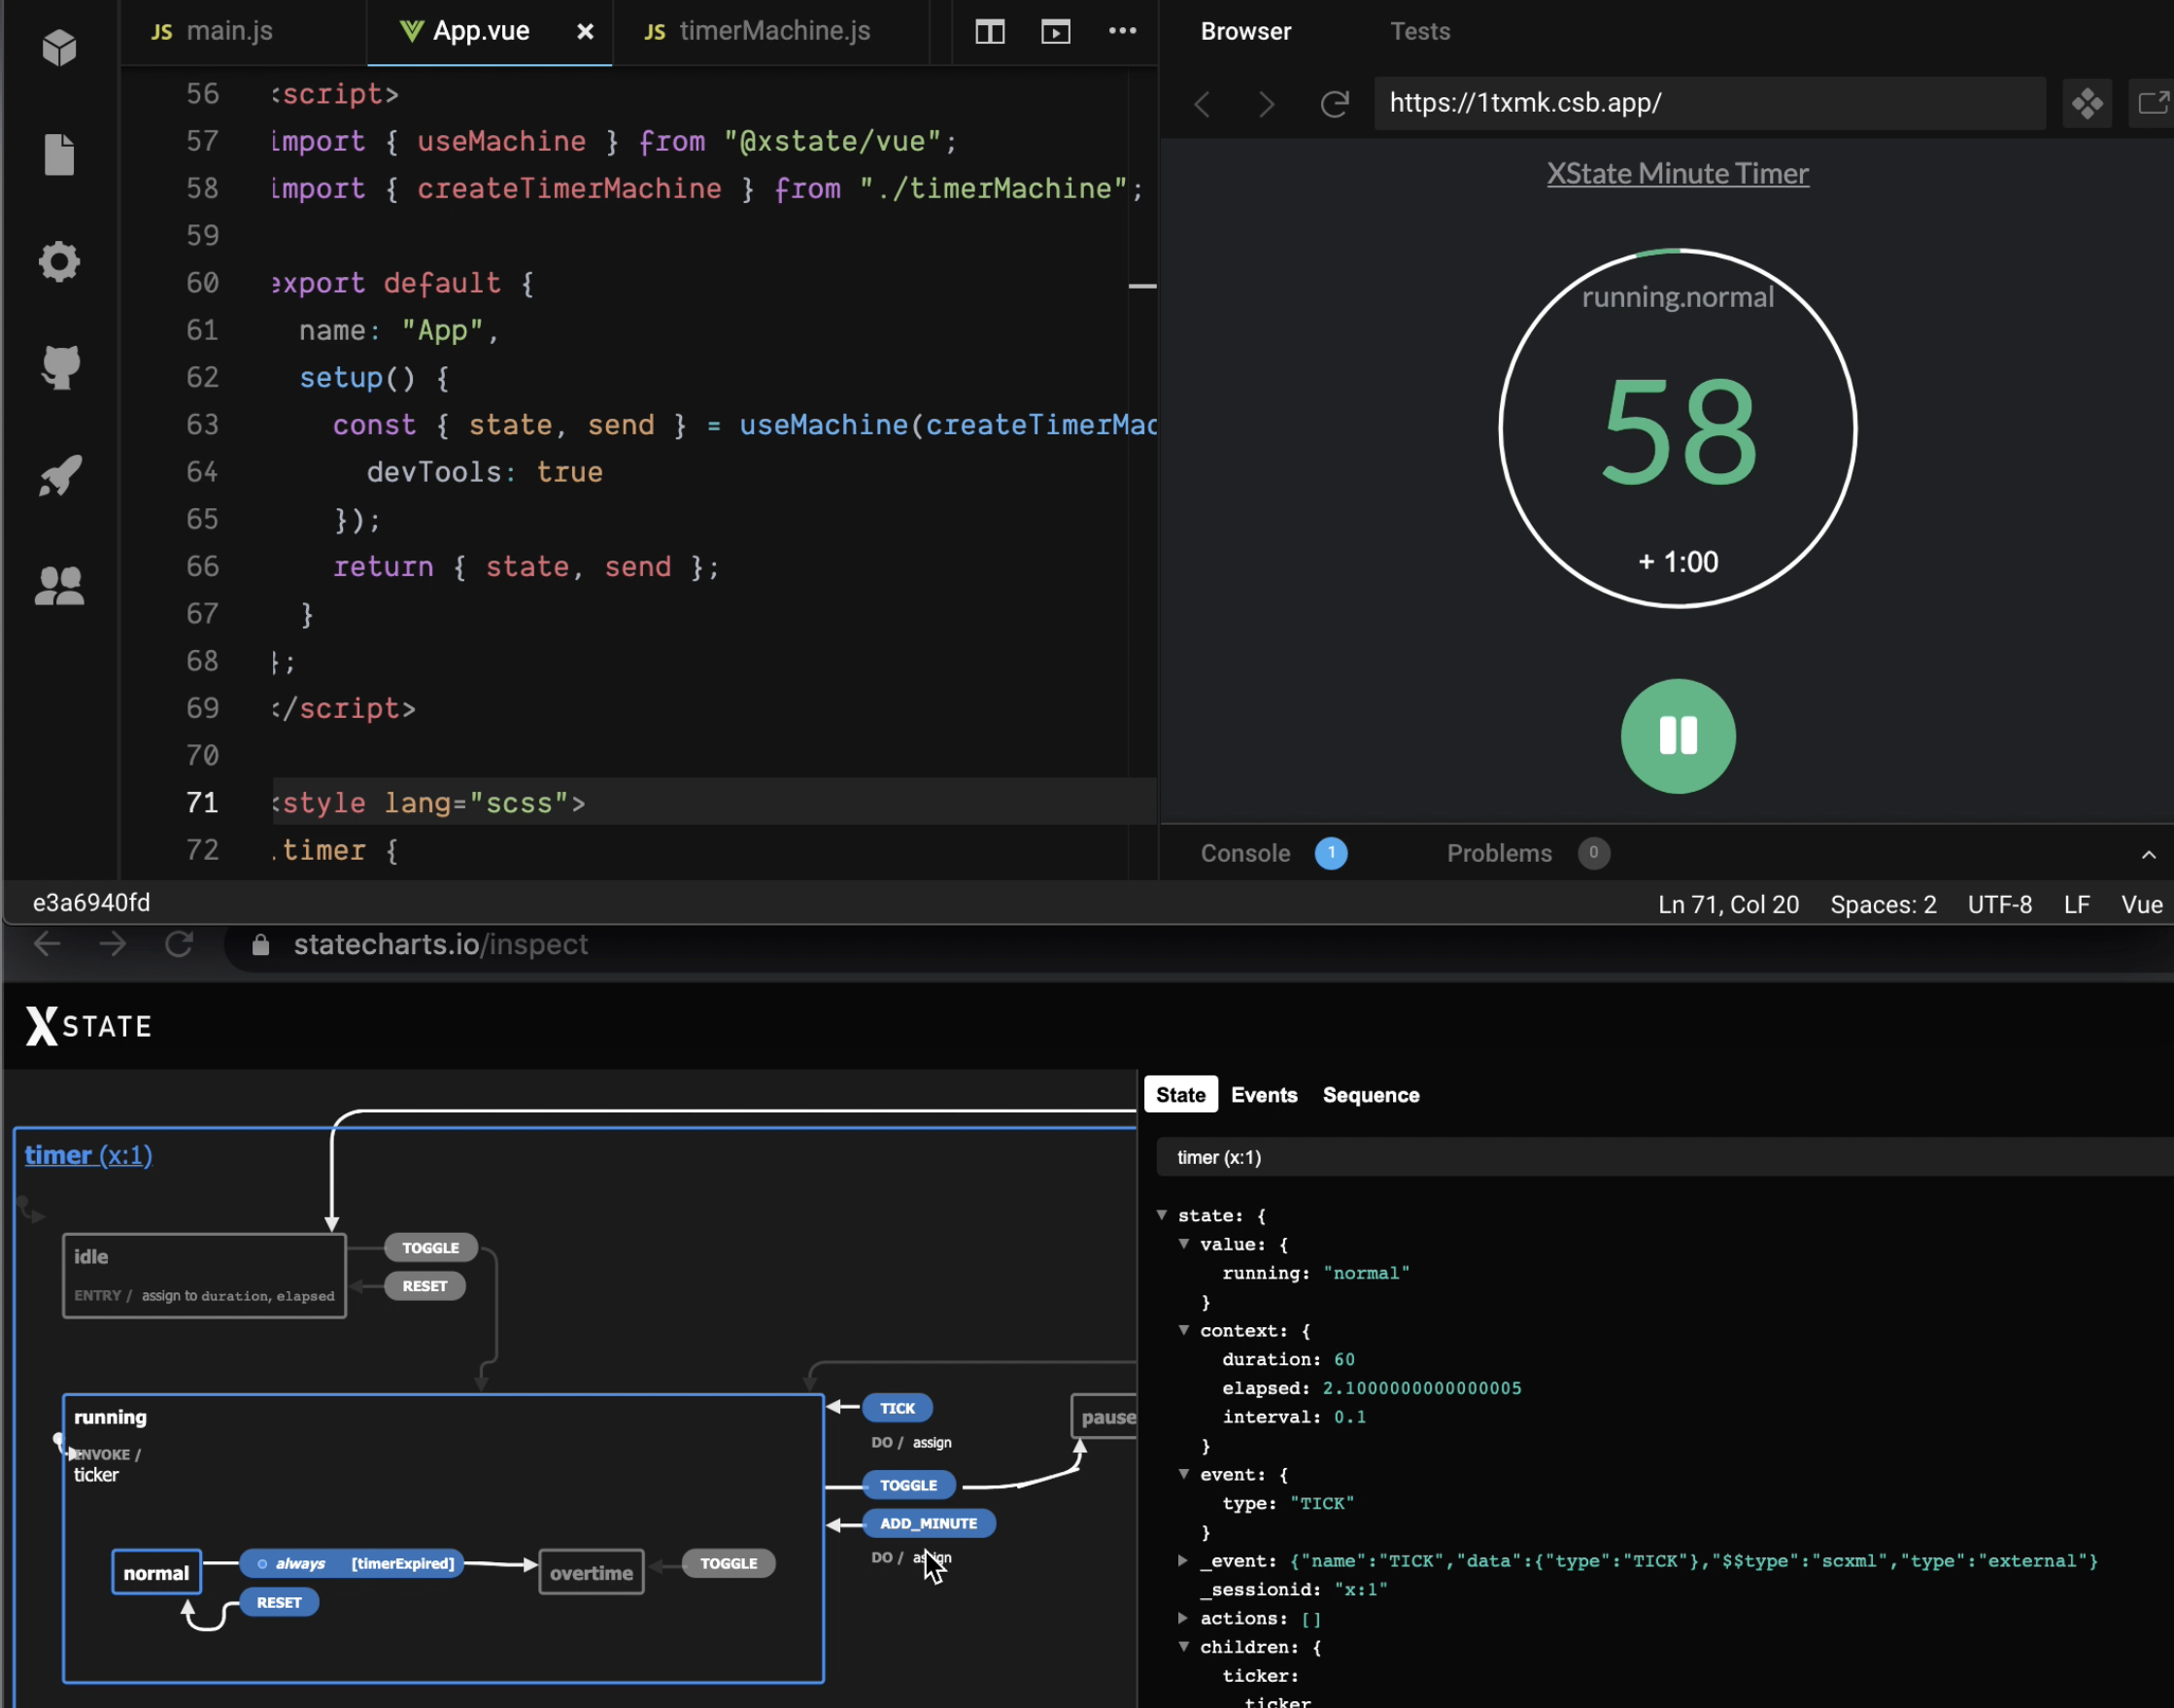 JS main.js
App.vue
JS timerMachine.js
56 <script>
57 import { useMachine } from "@xstate/vue";
58 import { createTimerMachine } from "./timerMachine";
59
60 export default {
61 name: "App",
62 setup() {
63 const { state, send } = useMachine(createTimerMac
64 devTools: true
65 });
66 return { state, send };
67 }
68 };
69 </script>
70
71 <style lang="scss">
72 .timer {
Browser
Tests
https://1txmk.csb.app/
XState Minute Timer
running.normal
58
+ 1:00
Console 1
Problems 0
e3a6940fd
Ln 71, Col 20
Spaces: 2
UTF-8
LF
Vue
statecharts.io/inspect
XSTATE
timer (x:1)
idle
ENTRY / assign to duration, elapsed
TOGGLE
RESET
running
INVOKE /
ticker
normal
always [timerExpired]
RESET
overtime
TOGGLE
TICK
DO / assign
TOGGLE
ADD_MINUTE
DO / assign
pause
State
Events
Sequence
timer (x:1)
state: {
value: {
running: "normal"
}
context: {
duration: 60
elapsed: 2.1000000000000005
interval: 0.1
}
event: {
type: "TICK"
}
_event: {"name":"TICK","data":{"type":"TICK"},"$$type":"scxml","type":"external"}
_sessionid: "x:1"
actions: []
children: {
ticker:
ticker